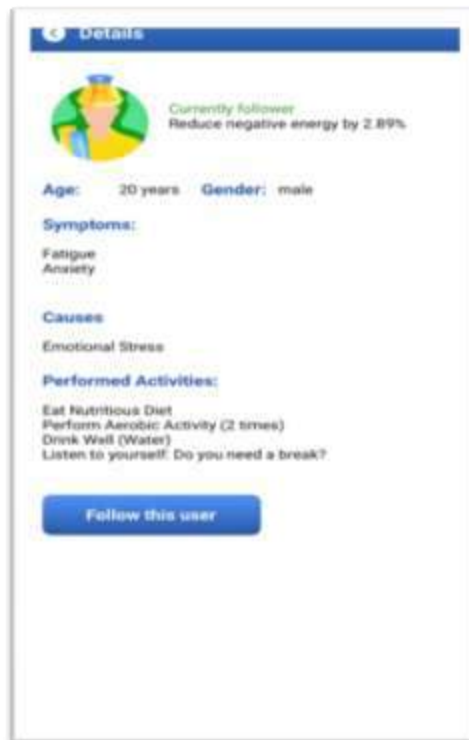 Details
Currently follower
Reduce negative energy by 2.89%
Age: 20 years Gender: male
Symptoms:
Fatigue
Anxiety
Causes
Emotional Stress
Performed Activities:
Eat Nutritious Diet
Perform Aerobic Activity (2 times)
Drink Well (Water)
Listen to yourself: Do you need a break?
Follow this user